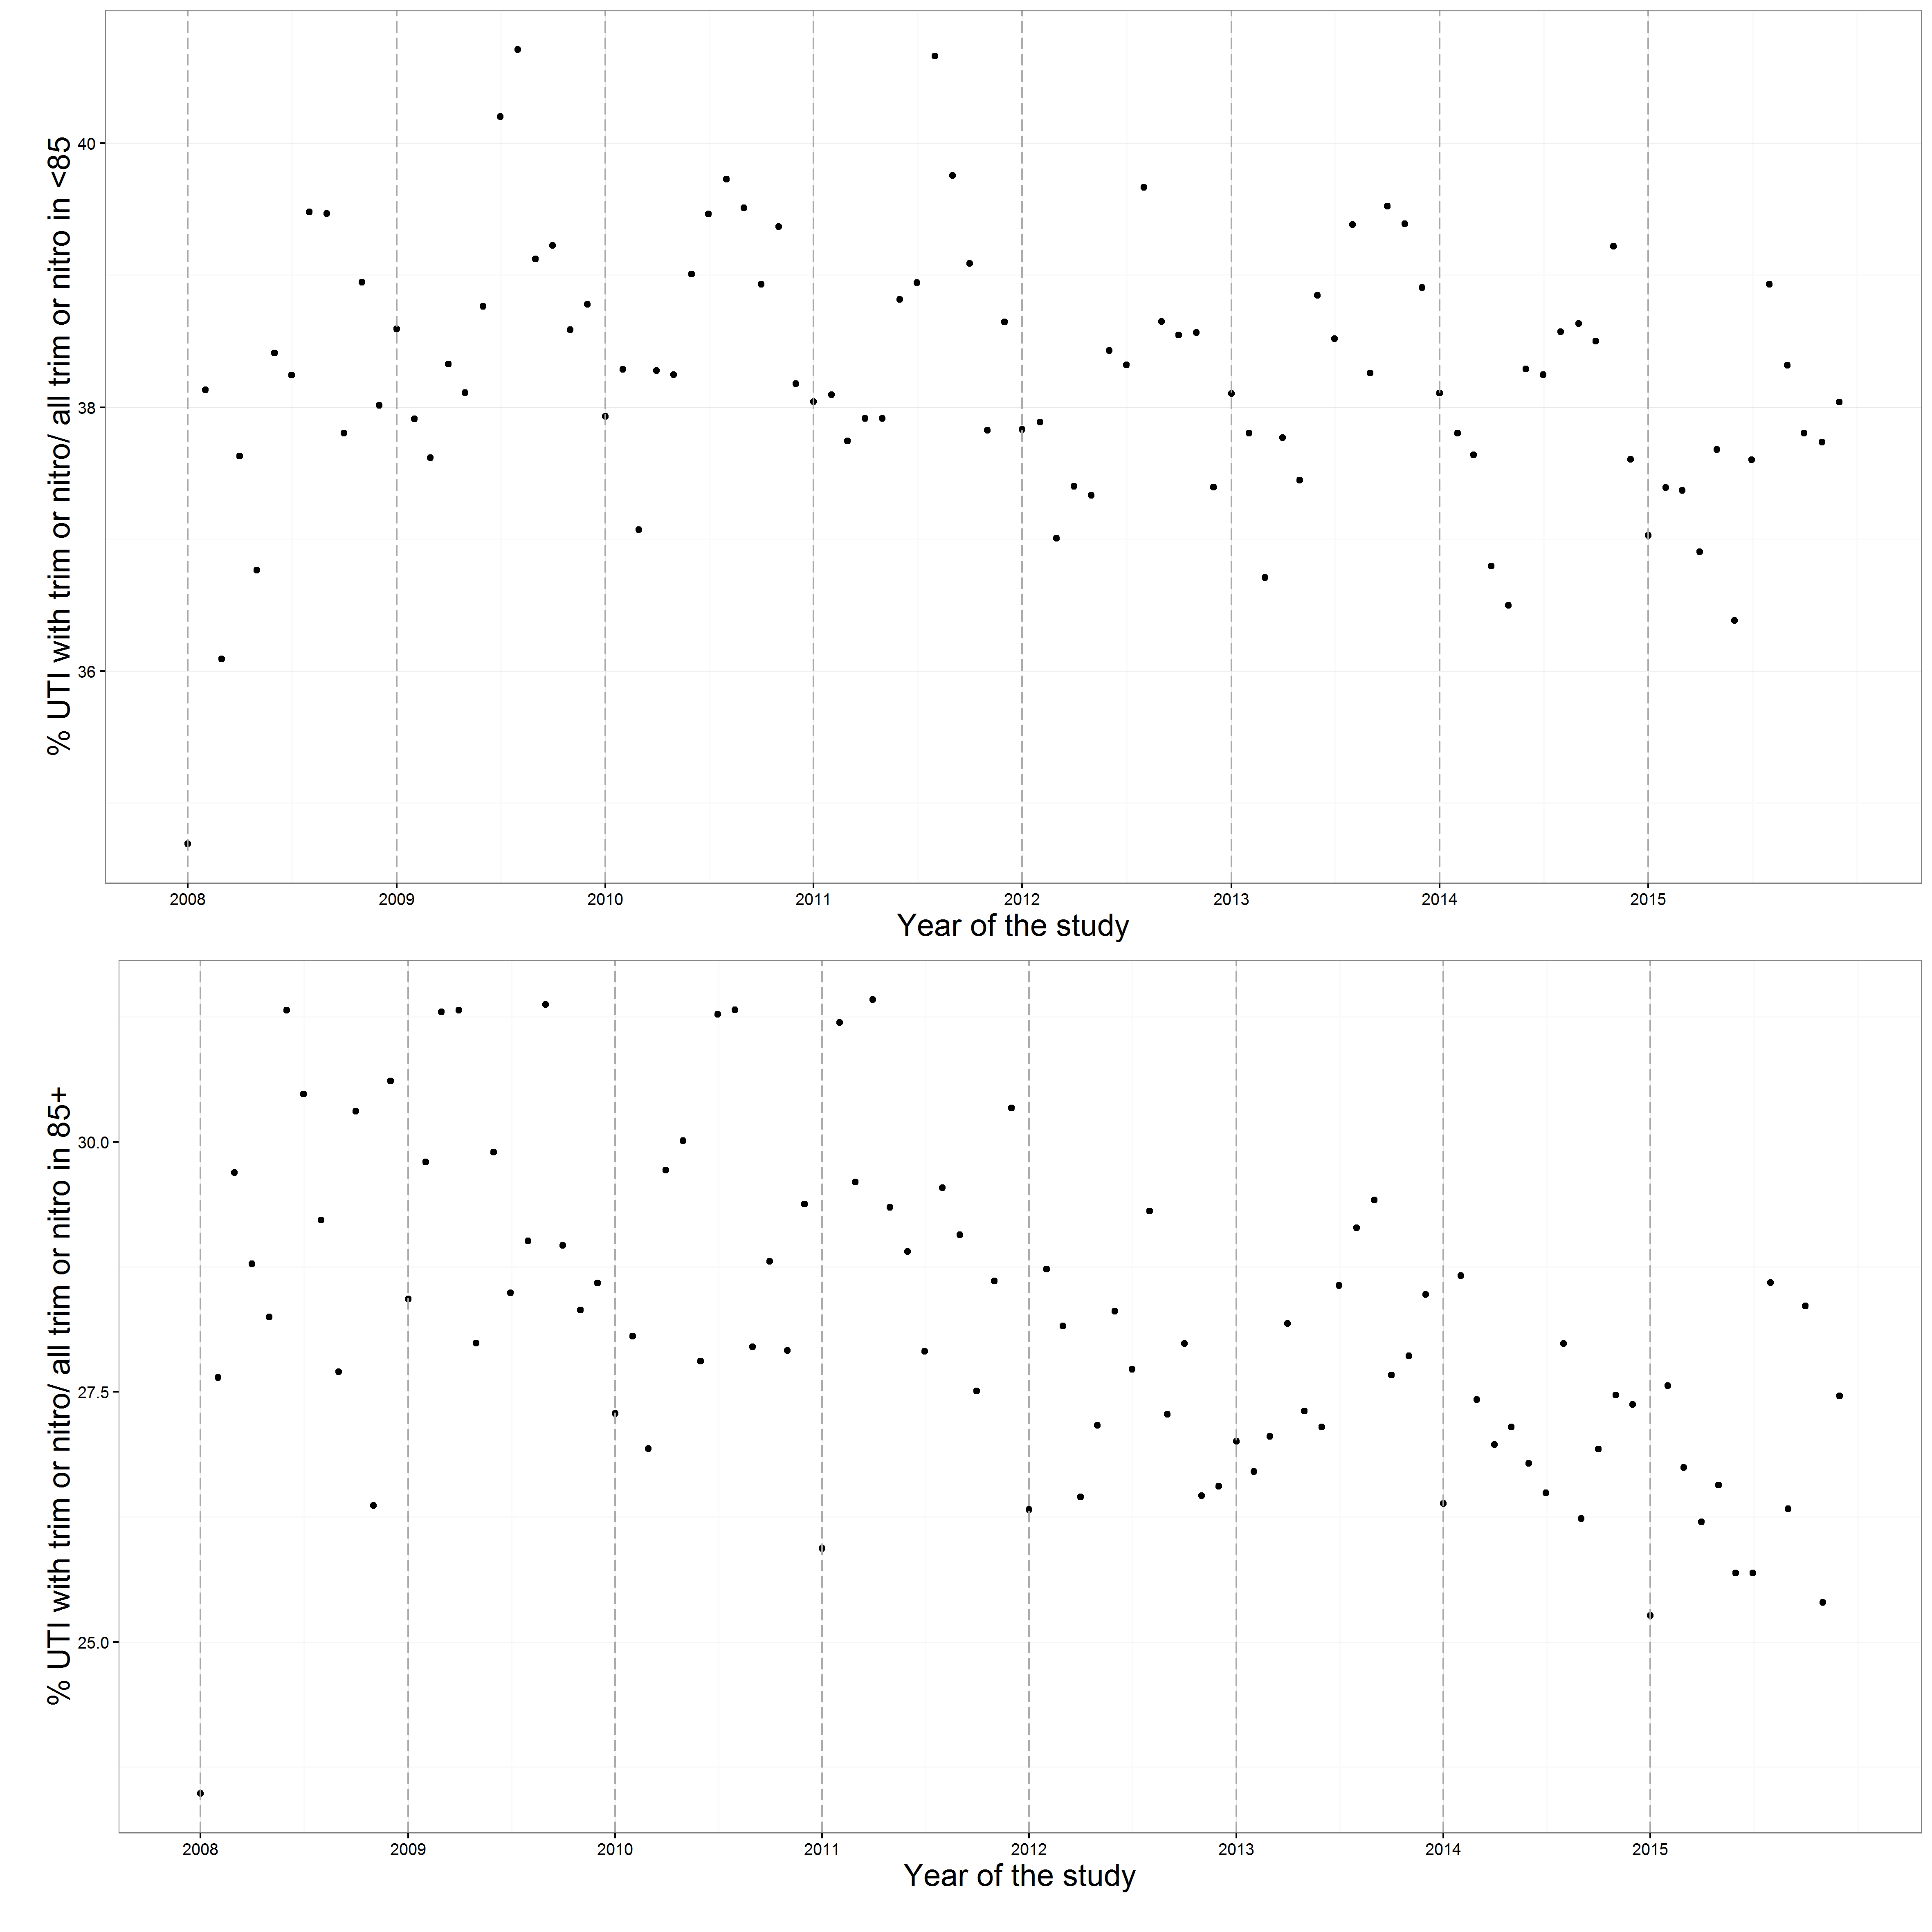 % UTI with trim or nitro/ all trim or nitro in <85
40
38
36
2008 2009 2010 2011 2012 2013 2014 2015
Year of the study
% UTI with trim or nitro/ all trim or nitro in 85+
30.0
27.5
25.0
2008 2009 2010 2011 2012 2013 2014 2015
Year of the study